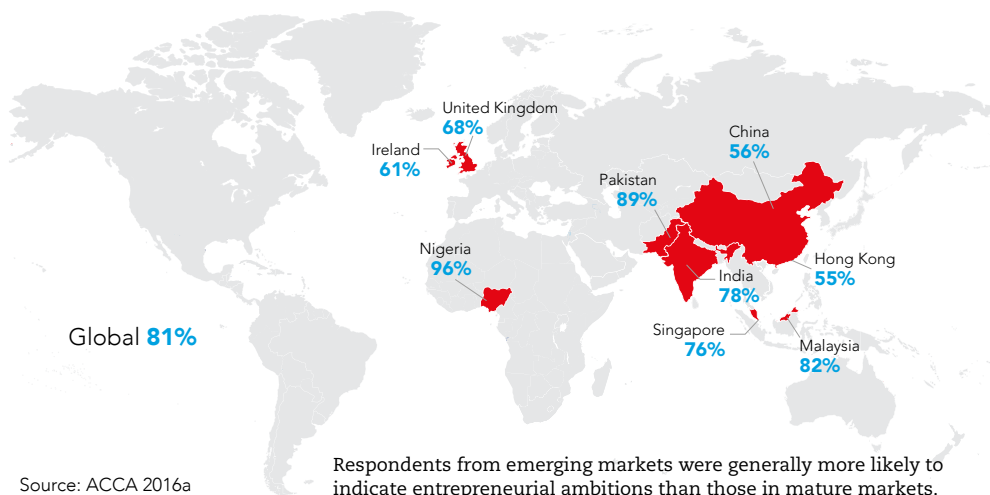 United Kingdom
68%
Ireland
61%
China
56%
Pakistan
89%
Nigeria
96%
Hong Kong
55%
India
78%
Singapore
76%
Malaysia
82%
Global 81%
Source: ACCA 2016a
Respondents from emerging markets were generally more likely to
indicate entrepreneurial ambitions than those in mature markets.